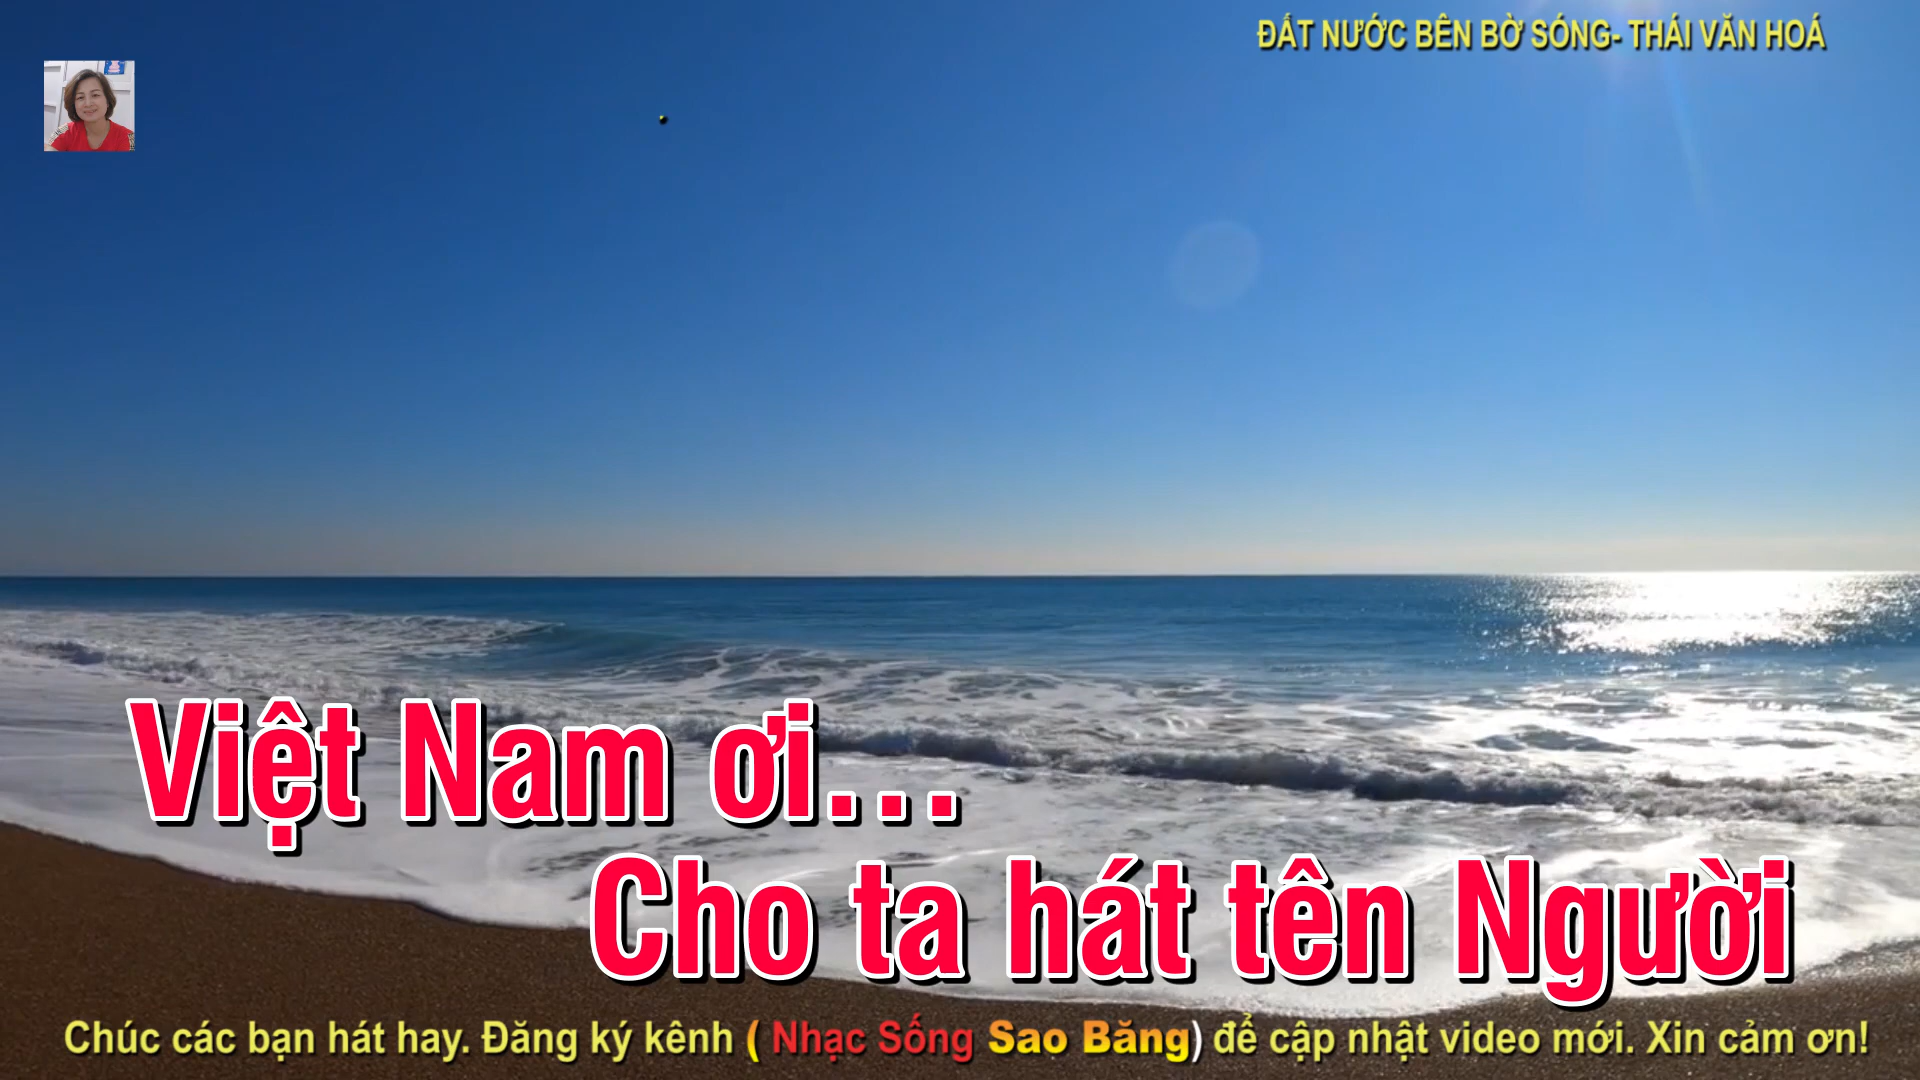 ĐẤT NƯỚC BÊN BỜ SÓNG- THÁI VĂN HOÁ
Việt Nam ơi...
Cho ta hát tên Người
Chúc các bạn hát hay. Đăng ký kênh ( Nhạc Sống Sao Băng) để cập nhật video mới. Xin cảm ơn!